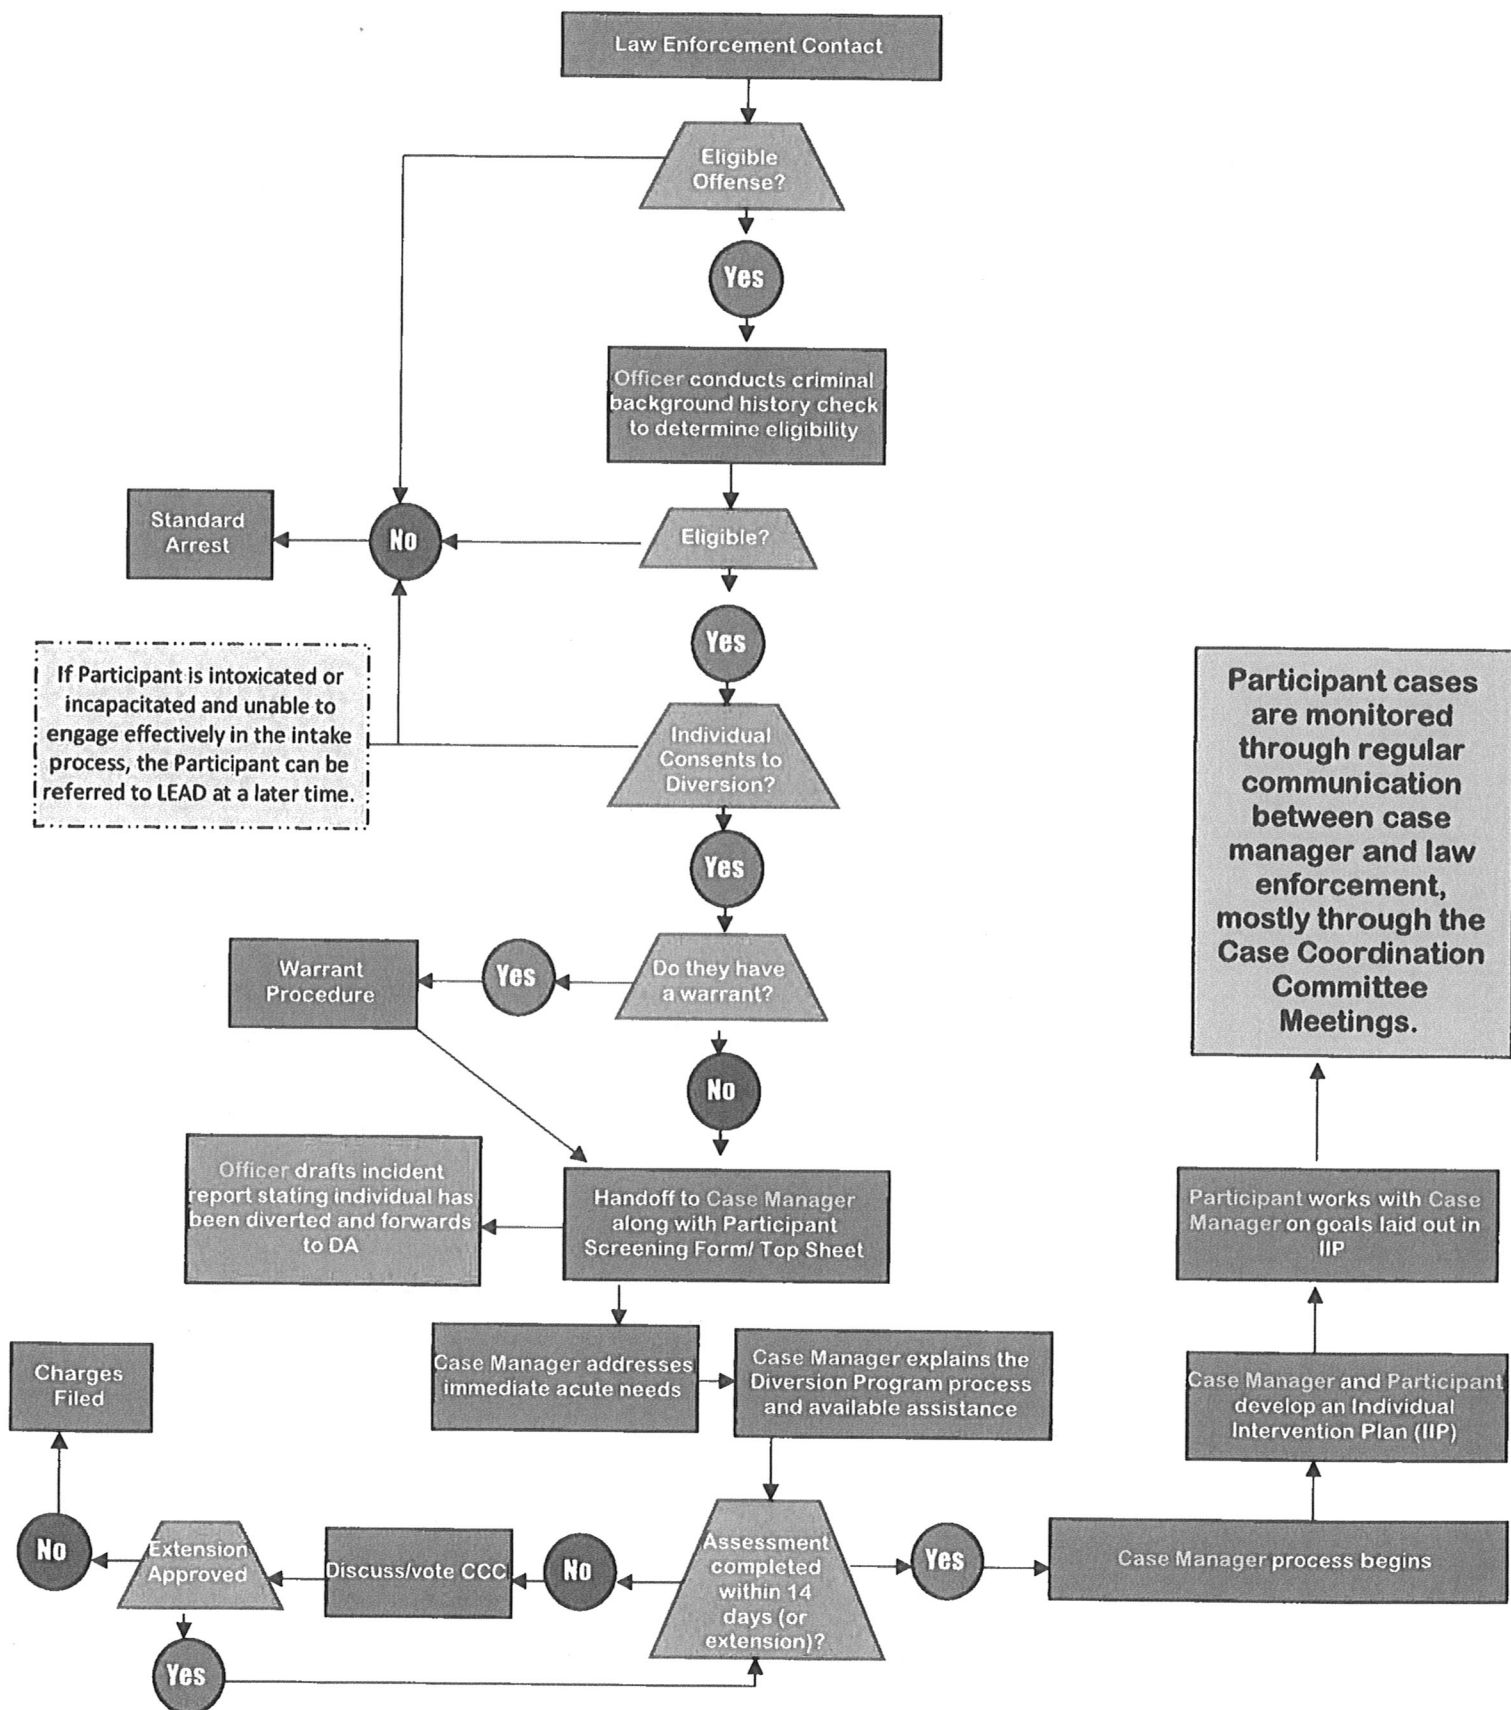 Law Enforcement Contact
Eligible
Offense?
Yes
Officer conducts criminal
background history check
to determine eligibility
Standard
Arrest
No
Eligible?
Yes
If Participant is intoxicated or
incapacitated and unable to
engage effectively in the intake
process, the Participant can be
referred to LEAD at a later time.
Individual
Consents to
Diversion?
Yes
Warrant
Procedure
Yes
Do they have
a warrant?
No
Officer drafts incident
report stating individual has
been diverted and forwards
to DA
Handoff to Case Manager
along with Participant
Screening Form/ Top Sheet
Case Manager addresses
immediate acute needs
Case Manager explains the
Diversion Program process
and available assistance
Charges
Filed
No
Extension
Approved
Yes
Discuss/vote CCC
No
Assessment
completed
within 14
days (or
extension)?
Yes
Case Manager process begins
Case Manager and Participant
develop an Individual
Intervention Plan (IIP)
Participant works with Case
Manager on goals laid out in
IIP
Participant cases
are monitored
through regular
communication
between case
manager and law
enforcement,
mostly through the
Case Coordination
Committee
Meetings.